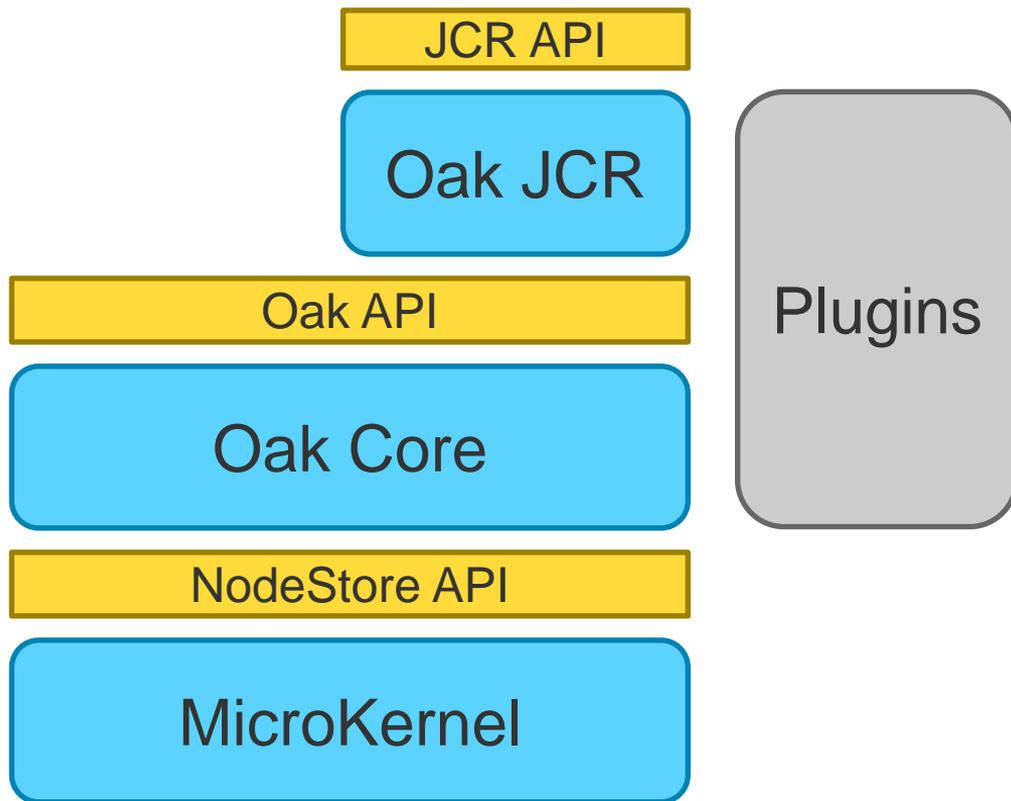 JCR API
Oak JCR
Plugins
Oak API
Oak Core
NodeStore API
MicroKernel